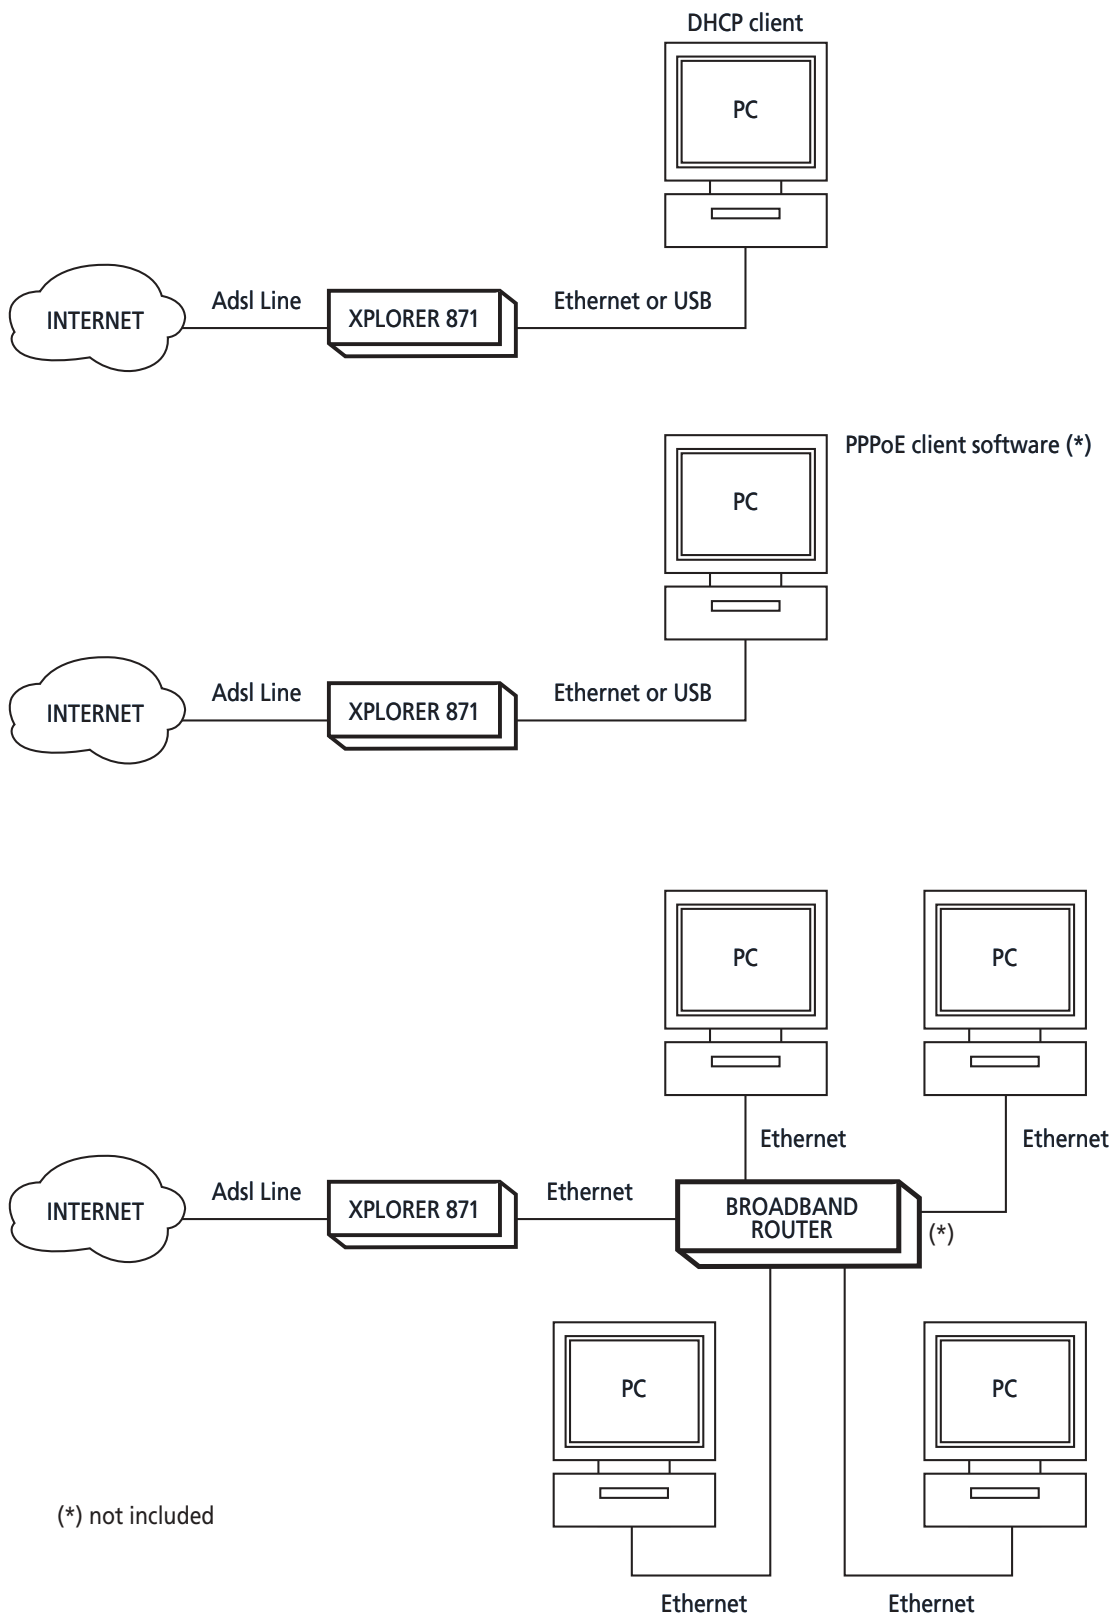 DHCP client
PC
INTERNET
Adsl Line
XPLORER 871
Ethernet or USB
PPPoE client software (*)
PC
INTERNET
Adsl Line
XPLORER 871
Ethernet or USB
PC
PC
Ethernet
Ethernet
INTERNET
Adsl Line
XPLORER 871
Ethernet
BROADBAND
ROUTER
(*)
PC
PC
(*) not included
Ethernet
Ethernet